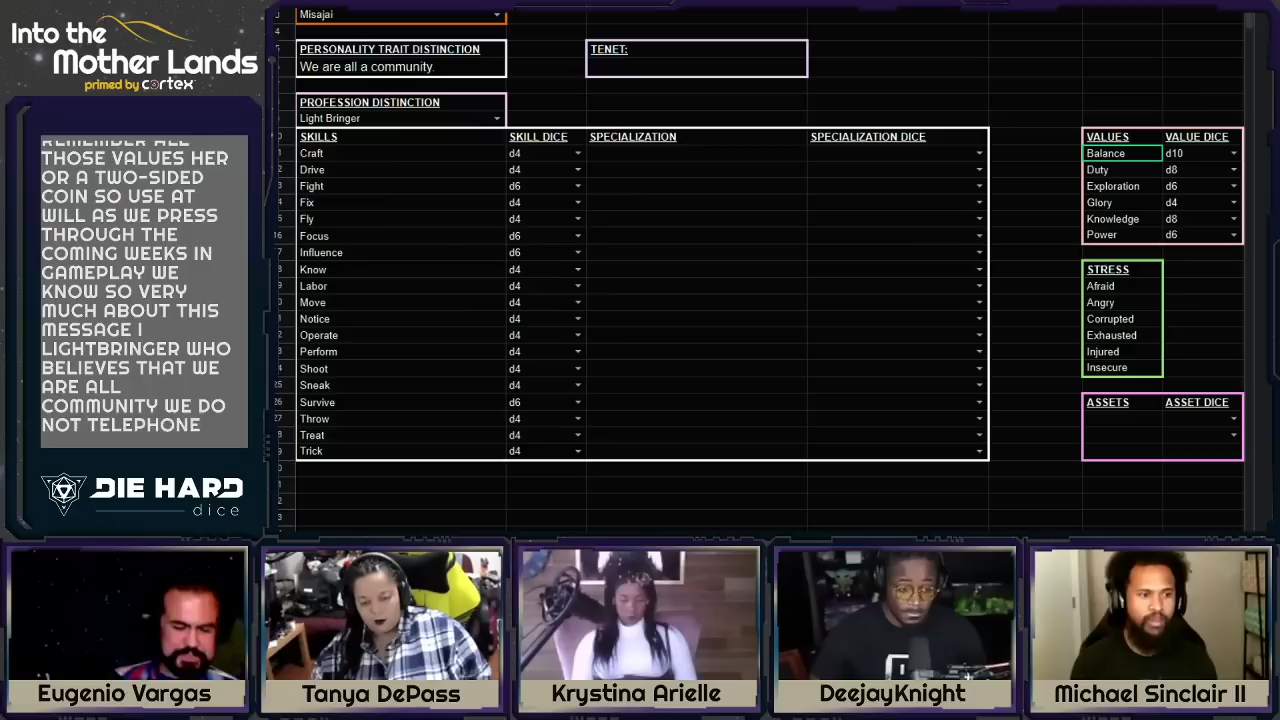 Into the
Mother Lands
primed by cortex
REMEMBER ALL
THOSE VALUES HER
OR A TWO-SIDED
COIN SO USE AT
WILL AS WE PRESS
THROUGH THE
COMING WEEKS IN
GAMEPLAY WE
KNOW SO VERY
MUCH ABOUT THIS
MESSAGE I
LIGHTBRINGER WHO
BELIEVES THAT WE
ARE ALL
COMMUNITY WE DO
NOT TELEPHONE
DIE HARD
dice
Misajai
PERSONALITY TRAIT DISTINCTION
We are all a community.
TENET:
PROFESSION DISTINCTION
Light Bringer
SKILLS SKILL DICE SPECIALIZATION SPECIALIZATION DICE
Craft d4
Drive d4
Fight d6
Fix d4
Fly d4
Focus d6
Influence d6
Know d4
Labor d4
Move d4
Notice d4
Operate d4
Perform d4
Shoot d4
Sneak d4
Survive d6
Throw d4
Treat d4
Trick d4
VALUES VALUE DICE
Balance d10
Duty d8
Exploration d6
Glory d4
Knowledge d8
Power d6
STRESS
Afraid
Angry
Corrupted
Exhausted
Injured
Insecure
ASSETS ASSET DICE
Eugenio Vargas
Tanya DePass
Krystina Arielle
DeejayKnight
Michael Sinclair II